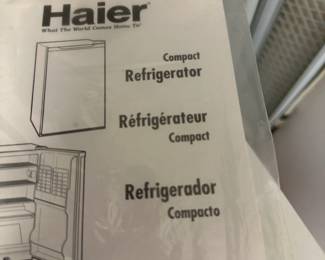 Haier
What The World Comes Home To
Compact
Refrigerator
Réfrigérateur
Compact
Refrigerador
Compacto